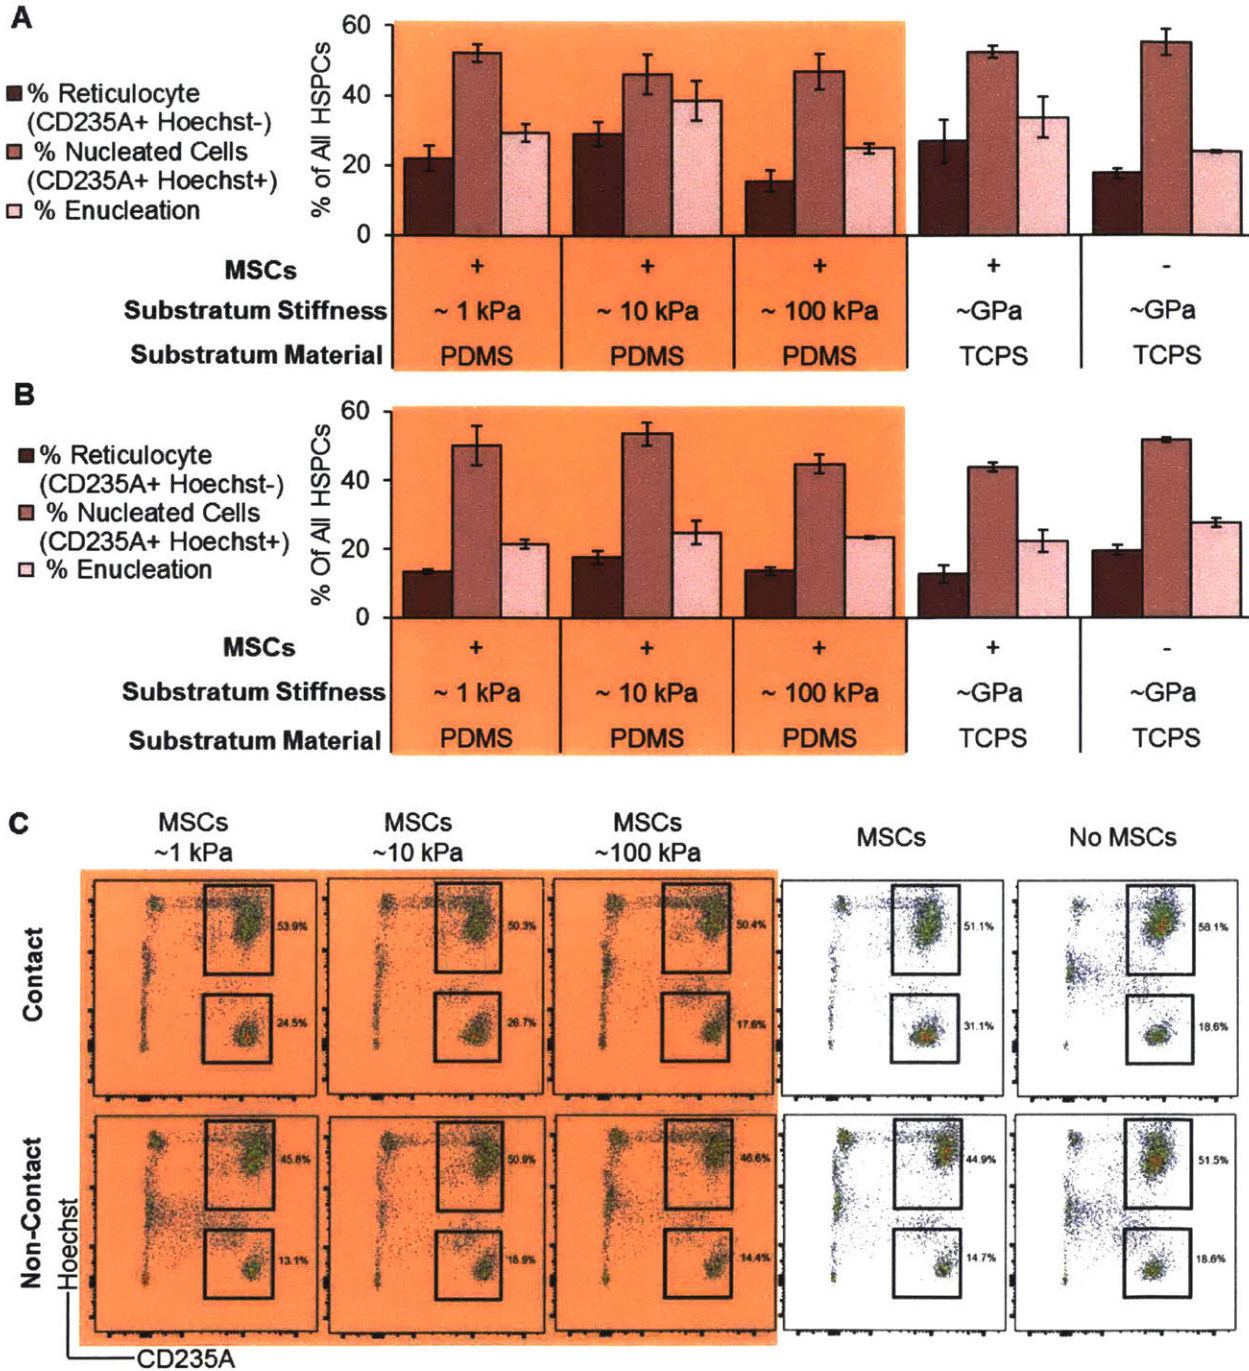 A
% Reticulocyte
(CD235A+ Hoechst-)
% Nucleated Cells
(CD235A+ Hoechst+)
% Enucleation
% of All HSPCs
60
40
20
0
MSCs + + + + -
Substratum Stiffness ~ 1 kPa ~ 10 kPa ~ 100 kPa ~GPa ~GPa
Substratum Material PDMS PDMS PDMS TCPS TCPS
B
% Reticulocyte
(CD235A+ Hoechst-)
% Nucleated Cells
(CD235A+ Hoechst+)
% Enucleation
% Of All HSPCs
60
40
20
0
MSCs + + + + -
Substratum Stiffness ~ 1 kPa ~ 10 kPa ~ 100 kPa ~GPa ~GPa
Substratum Material PDMS PDMS PDMS TCPS TCPS
C
MSCs MSCs MSCs MSCs No MSCs
~1 kPa ~10 kPa ~100 kPa
Contact
53.9% 50.3% 50.4% 51.1%
24.5% 26.7% 17.6% 31.1% 18.6%
Non-Contact
45.8% 50.9% 46.6% 44.9% 51.5%
13.1% 14.4% 14.7% 18.6%
Hoechst
CD235A